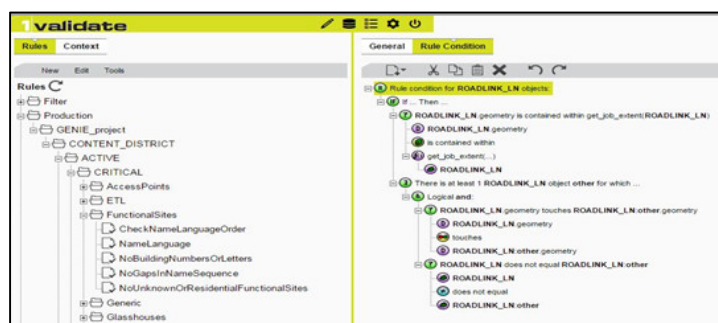 1validate
Rules Context
New Edit Tools
Rules
Filter
Production
GENIE_project
CONTENT_DISTRICT
ACTIVE
CRITICAL
AccessPoints
ETL
FunctionalSites
CheckNameLanguageOrder
NameLanguage
NoBuildingNumbersOrLetters
NoGapsInNameSequence
NoUnknownOrResidentialFunctionalSites
Generic
Glasshouses
General Rule Condition
Rule condition for ROADLINK_LN objects:
If ... Then ...
ROADLINK_LN.geometry is contained within get_job_extent(ROADLINK_LN)
ROADLINK_LN.geometry
is contained within
get_job_extent(...)
ROADLINK_LN
There is at least 1 ROADLINK_LN object other for which ...
Logical and:
ROADLINK_LN.geometry touches ROADLINK_LN:other.geometry
ROADLINK_LN.geometry
touches
ROADLINK_LN:other.geometry
ROADLINK_LN does not equal ROADLINK_LN:other
ROADLINK_LN
does not equal
ROADLINK_LN:other